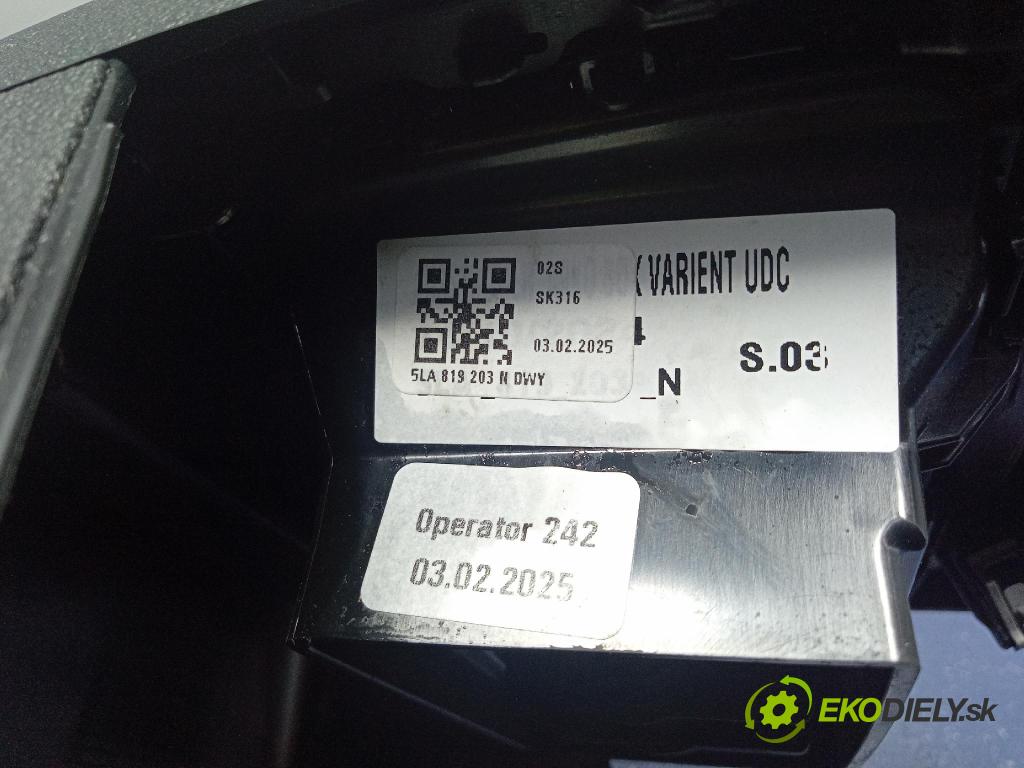 02S
SK316
03.02.2025
5LA 819 203 N DWY
VARIENT UDC
4
S.03
_N
Operator 242
03.02.2025
EKODIELY.sk